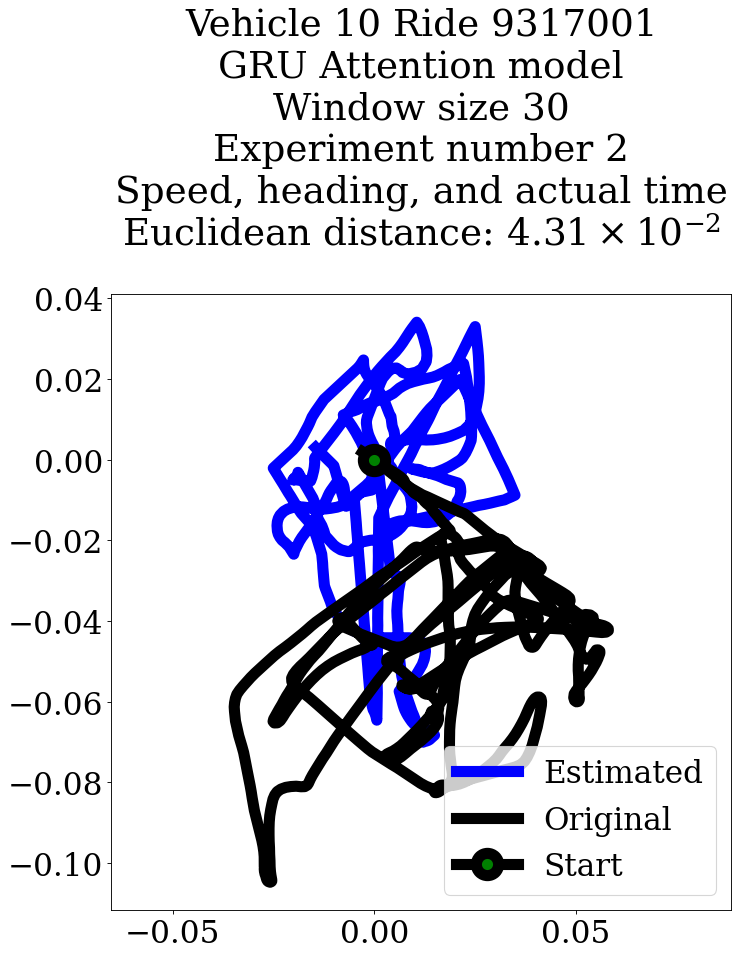 Vehicle 10 Ride 9317001
GRU Attention model
Window size 30
Experiment number 2
Speed, heading, and actual time
Euclidean distance: 4.31 × 10⁻²
0.04
0.02
0.00
−0.02
−0.04
−0.06
−0.08
−0.10
−0.05 0.00 0.05
Estimated
Original
Start